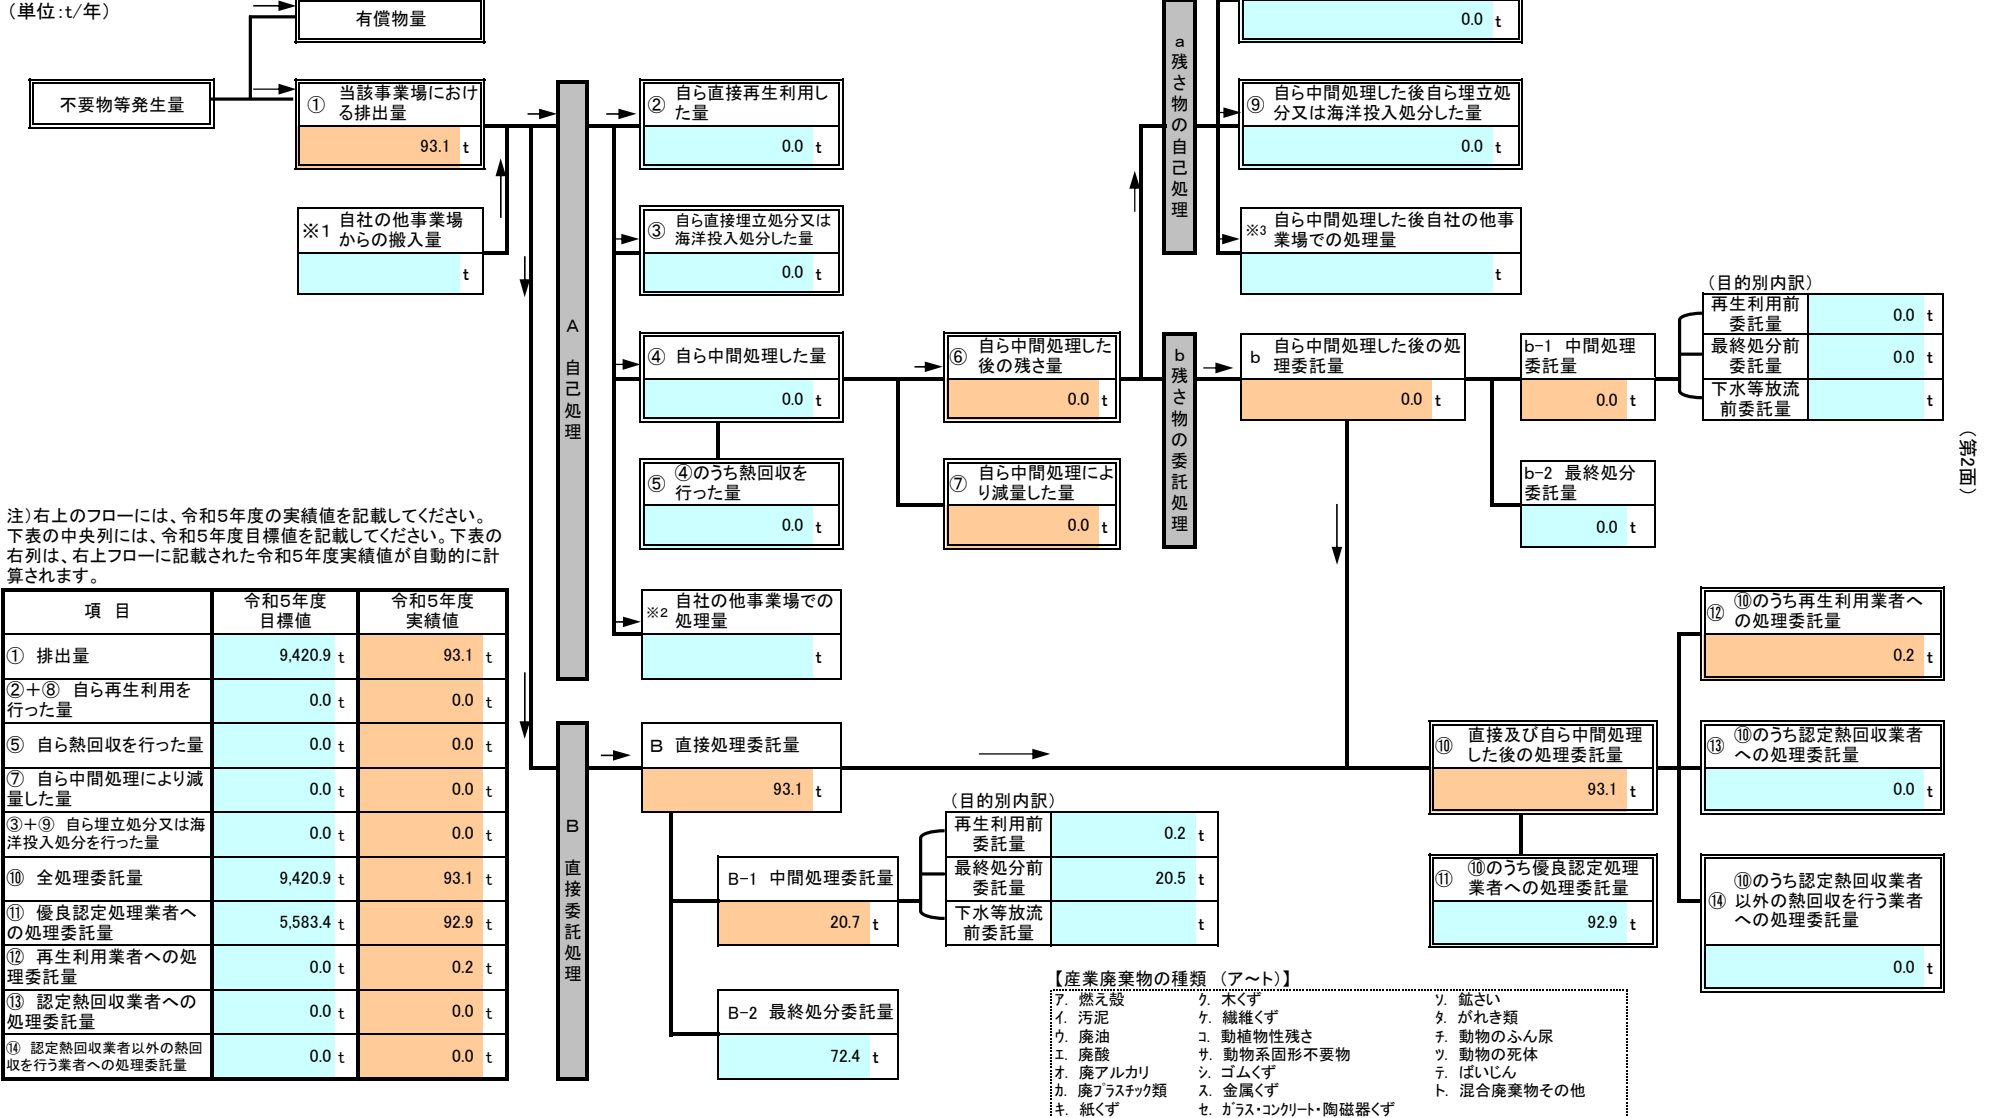 （単位:t/年）
有償物量
不要物等発生量
① 当該事業場におけ
る排出量
93.1 t
※1 自社の他事業場
からの搬入量
t
A 自己処理
② 自ら直接再生利用し
た量
0.0 t
③ 自ら直接埋立処分又は
海洋投入処分した量
0.0 t
④ 自ら中間処理した量
0.0 t
⑤ ④のうち熱回収を
行った量
0.0 t
※2 自社の他事業場での
処理量
t
⑥ 自ら中間処理した
後の残さ量
0.0 t
⑦ 自ら中間処理によ
り減量した量
0.0 t
a 残さ物の自己処理
0.0 t
⑨ 自ら中間処理した後自ら埋立処
分又は海洋投入処分した量
0.0 t
※3 自ら中間処理した後自社の他事
業場での処理量
t
b 残さ物の委託処理
b 自ら中間処理した後の処
理委託量
0.0 t
b-1 中間処理
委託量
0.0 t
b-2 最終処分
委託量
0.0 t
（目的別内訳）
再生利用前
委託量
0.0 t
最終処分前
委託量
0.0 t
下水等放流
前委託量
t
（第2面）
注）右上のフローには、令和５年度の実績値を記載してください。
下表の中央列には、令和５年度目標値を記載してください。下表の
右列は、右上フローに記載された令和５年度実績値が自動的に計
算されます。
項 目 令和５年度
目標値 令和５年度
実績値
① 排出量 9,420.9 t 93.1 t
②＋⑧ 自ら再生利用を
行った量 0.0 t 0.0 t
⑤ 自ら熱回収を行った量 0.0 t 0.0 t
⑦ 自ら中間処理により減
量した量 0.0 t 0.0 t
③＋⑨ 自ら埋立処分又は海
洋投入処分を行った量 0.0 t 0.0 t
⑩ 全処理委託量 9,420.9 t 93.1 t
⑪ 優良認定処理業者へ
の処理委託量 5,583.4 t 92.9 t
⑫ 再生利用業者への処
理委託量 0.0 t 0.2 t
⑬ 認定熱回収業者への
処理委託量 0.0 t 0.0 t
⑭ 認定熱回収業者以外の熱回
収を行う業者への処理委託量 0.0 t 0.0 t
B 直接委託処理
B 直接処理委託量
93.1 t
B-1 中間処理委託量
20.7 t
B-2 最終処分委託量
72.4 t
（目的別内訳）
再生利用前
委託量
0.2 t
最終処分前
委託量
20.5 t
下水等放流
前委託量
t
⑩ 直接及び自ら中間処理
した後の処理委託量
93.1 t
⑪ ⑩のうち優良認定処理
業者への処理委託量
92.9 t
⑫ ⑩のうち再生利用業者へ
の処理委託量
0.2 t
⑬ ⑩のうち認定熱回収業者
への処理委託量
0.0 t
⑭ ⑩のうち認定熱回収業者
以外の熱回収を行う業者
への処理委託量
0.0 t
【産業廃棄物の種類 （ア～ト）】
ｱ. 燃え殻 ｸ. 木くず ｿ. 鉱さい
ｲ. 汚泥 ｹ. 繊維くず ﾀ. がれき類
ｳ. 廃油 ｺ. 動植物性残さ ﾁ. 動物のふん尿
ｴ. 廃酸 ｻ. 動物系固形不要物 ﾂ. 動物の死体
ｵ. 廃アルカリ ｼ. ゴムくず ﾃ. ばいじん
ｶ. 廃ﾌﾟﾗｽﾁｯｸ類 ｽ. 金属くず ﾄ. 混合廃棄物その他
ｷ. 紙くず ｾ. ｶﾞﾗｽ・ｺﾝｸﾘｰﾄ・陶磁器くず